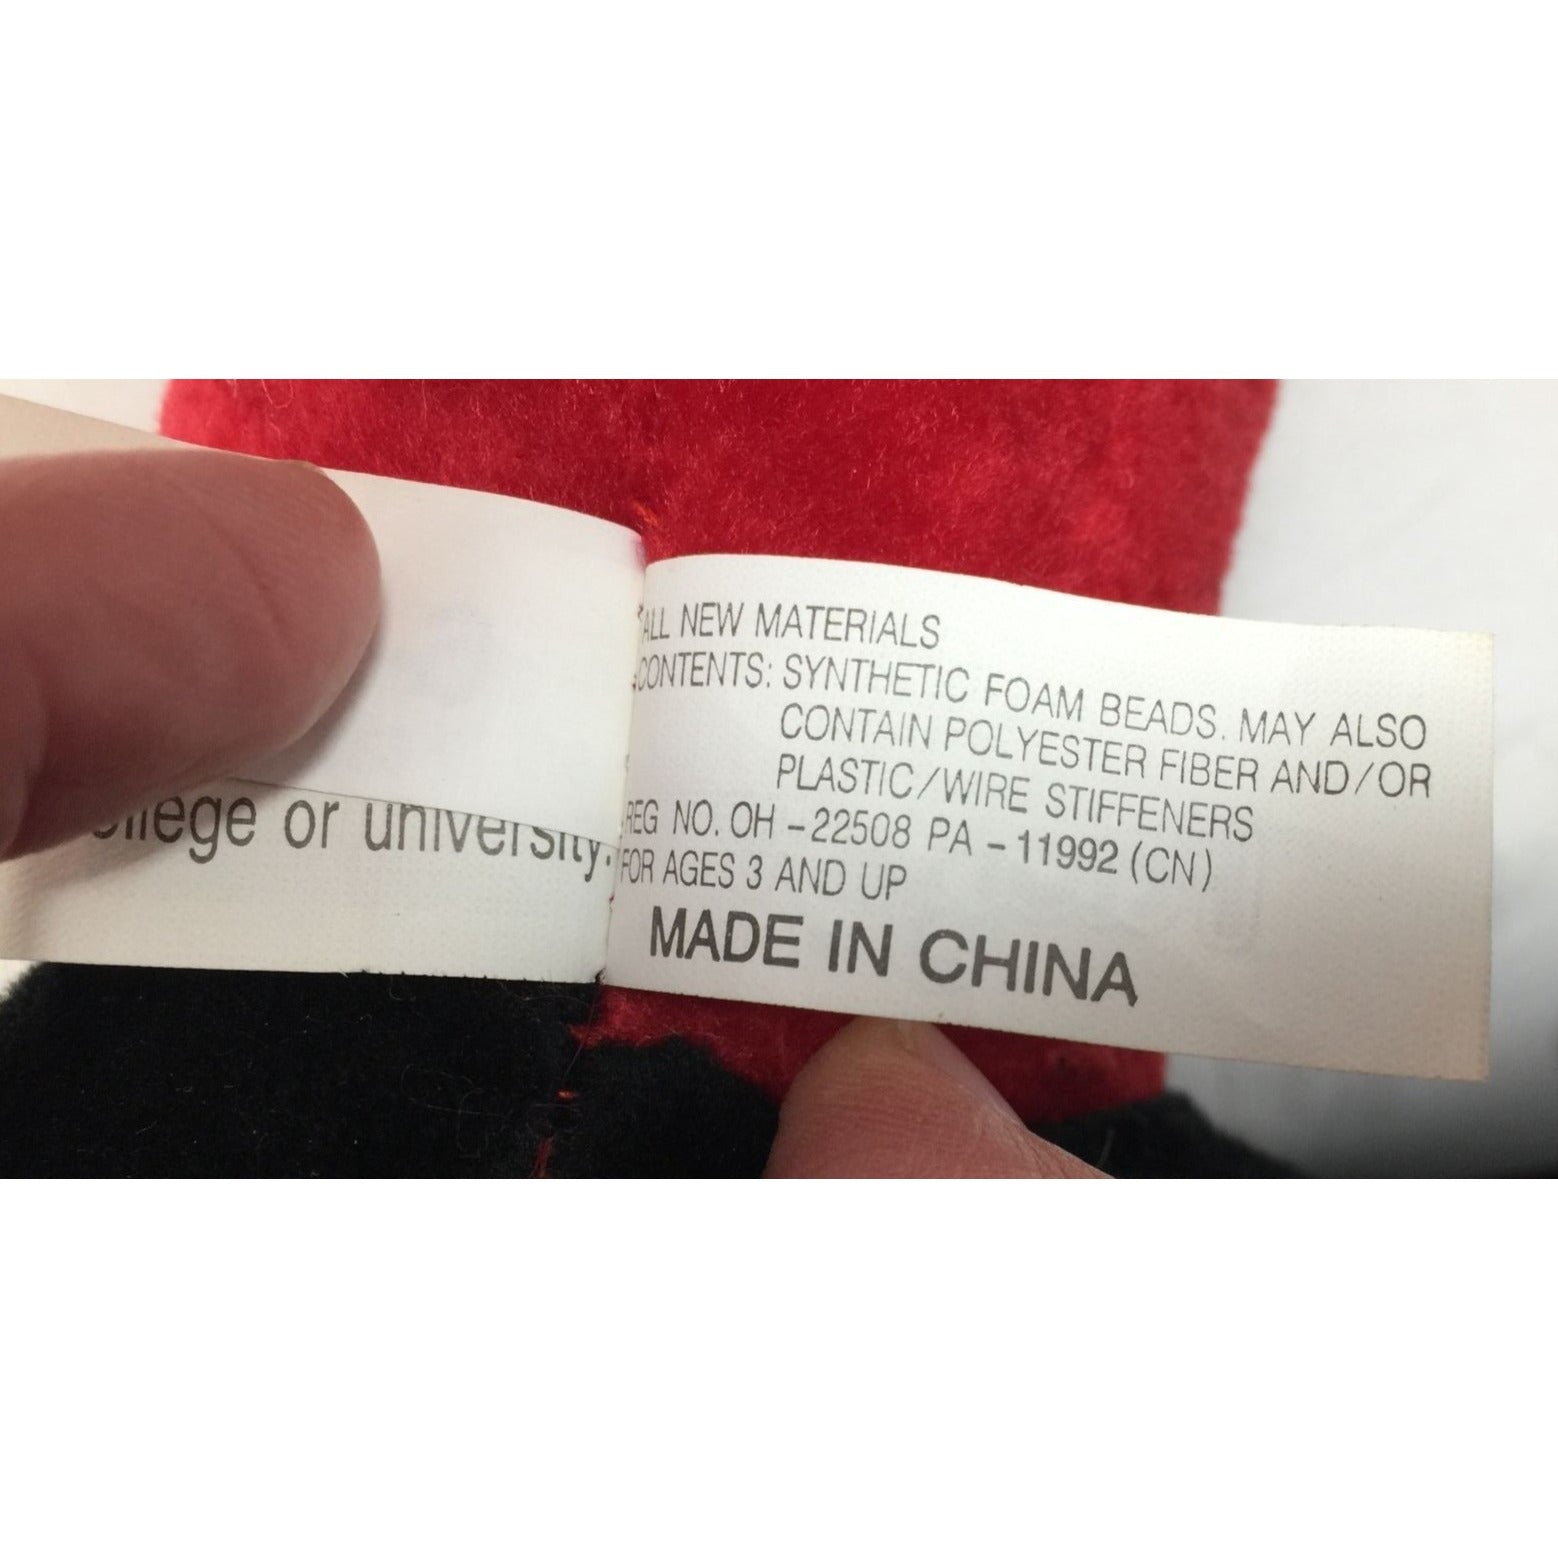 ALL NEW MATERIALS
CONTENTS: SYNTHETIC FOAM BEADS. MAY ALSO
CONTAIN POLYESTER FIBER AND/OR
PLASTIC/WIRE STIFFENERS
REG NO. OH -22508 PA -11992 (CN)
FOR AGES 3 AND UP
MADE IN CHINA
or university.